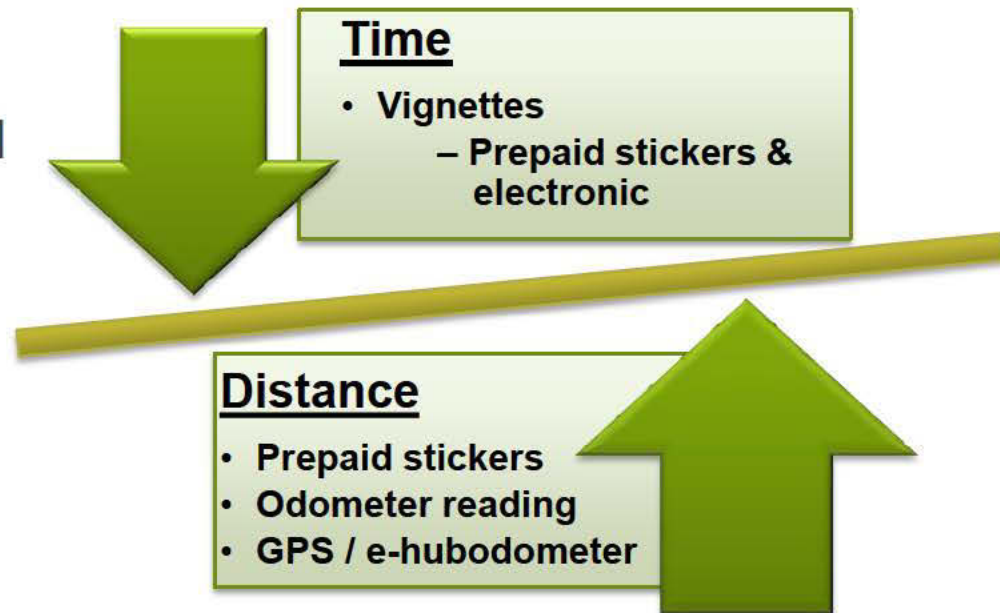 Time
• Vignettes
– Prepaid stickers &
electronic
Distance
• Prepaid stickers
• Odometer reading
• GPS / e-hubodometer